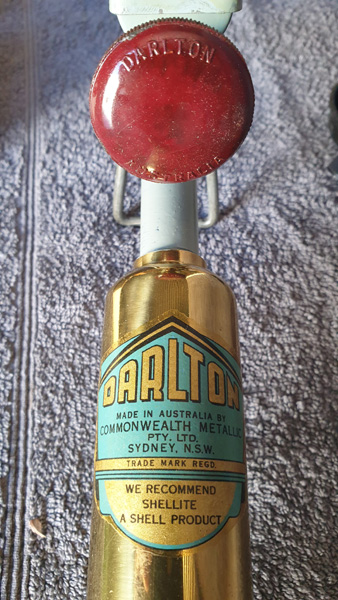 DARLTON
AUSTRALIA
DARLTON
MADE IN AUSTRALIA BY
COMMONWEALTH METALLIC
PTY. LTD.
SYDNEY, N.S.W.
TRADE MARK REGD.
WE RECOMMEND
SHELLITE
A SHELL PRODUCT